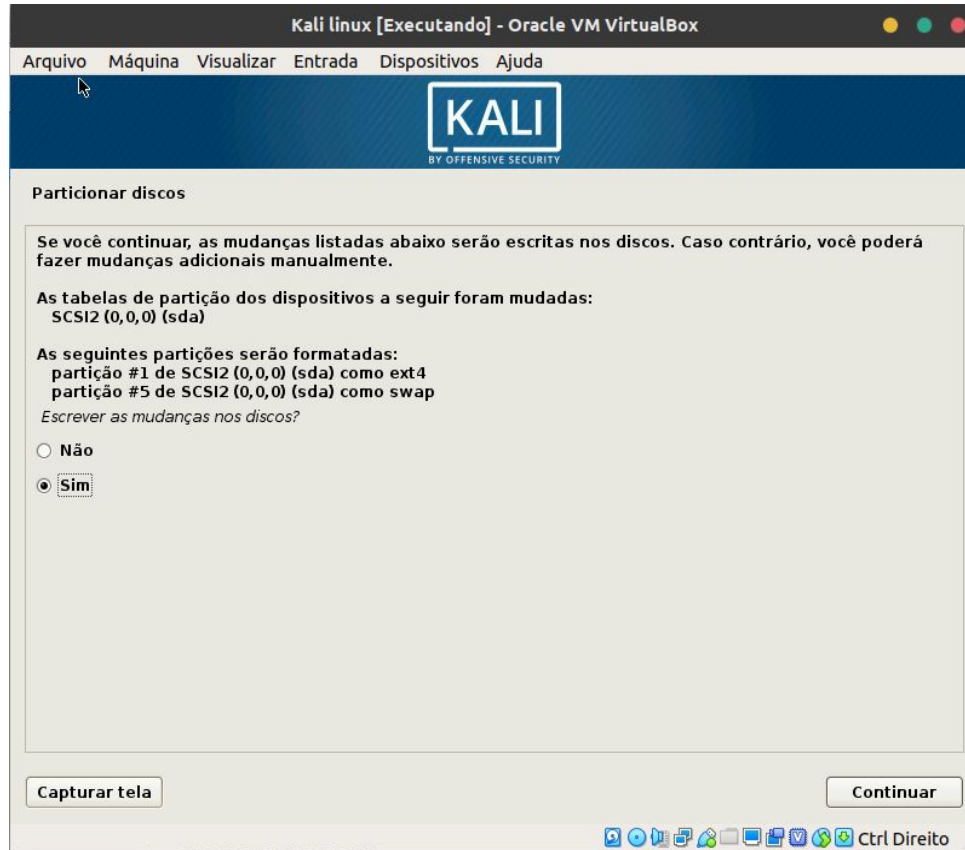 Kali linux [Executando] - Oracle VM VirtualBox
Arquivo Máquina Visualizar Entrada Dispositivos Ajuda
KALI
BY OFFENSIVE SECURITY
Particionar discos
Se você continuar, as mudanças listadas abaixo serão escritas nos discos. Caso contrário, você poderá
fazer mudanças adicionais manualmente.
As tabelas de partição dos dispositivos a seguir foram mudadas:
SCSI2 (0,0,0) (sda)
As seguintes partições serão formatadas:
partição #1 de SCSI2 (0,0,0) (sda) como ext4
partição #5 de SCSI2 (0,0,0) (sda) como swap
Escrever as mudanças nos discos?
Não
Sim
Capturar tela
Continuar
Ctrl Direito